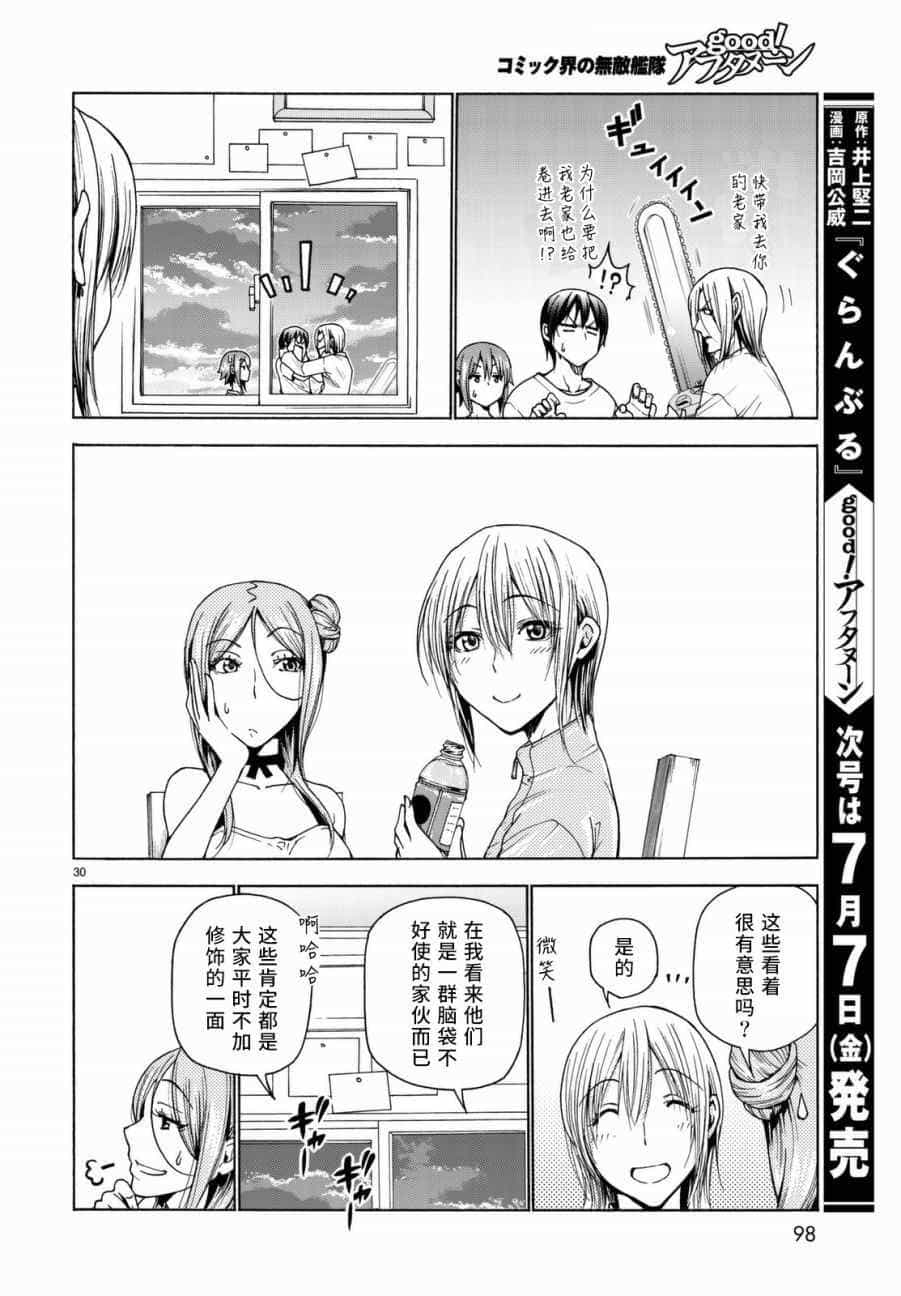 コミック界の無敵艦隊
good!アフタヌーン
快带我去你
的老家
ギュイイイン
!?
为什么要把
我老家也给
卷进去啊!?
30
这些看着
很有意思吗？
是的
微笑
在我看来他们
就是一群脑袋不
好使的家伙而已
ギャー
ギャー
啊哈哈哈
这些肯定都是
大家平时不加
修饰的一面
原作：井上堅二
漫画：吉岡公威
『ぐらんぶる』
good!アフタヌーン
次号は7月7日(金)発売
98